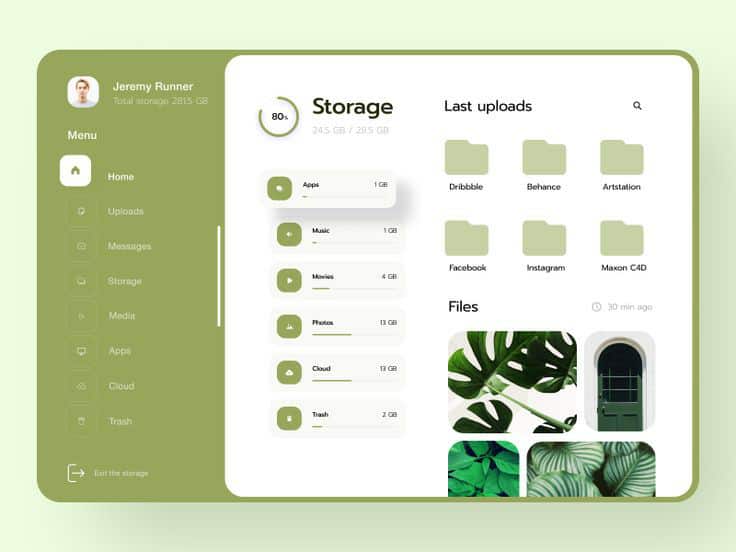 Jeremy Runner
Total storage 281.5 GB
Menu
Home
Uploads
Messages
Storage
Media
Apps
Cloud
Trash
Exit the storage
80%
Storage
24.5 GB / 28.5 GB
Apps 1 GB
Music 1 GB
Movies 4 GB
Photos 13 GB
Cloud 13 GB
Trash 2 GB
Last uploads
Dribbble Behance Artstation
Facebook Instagram Maxon C4D
Files 30 min ago